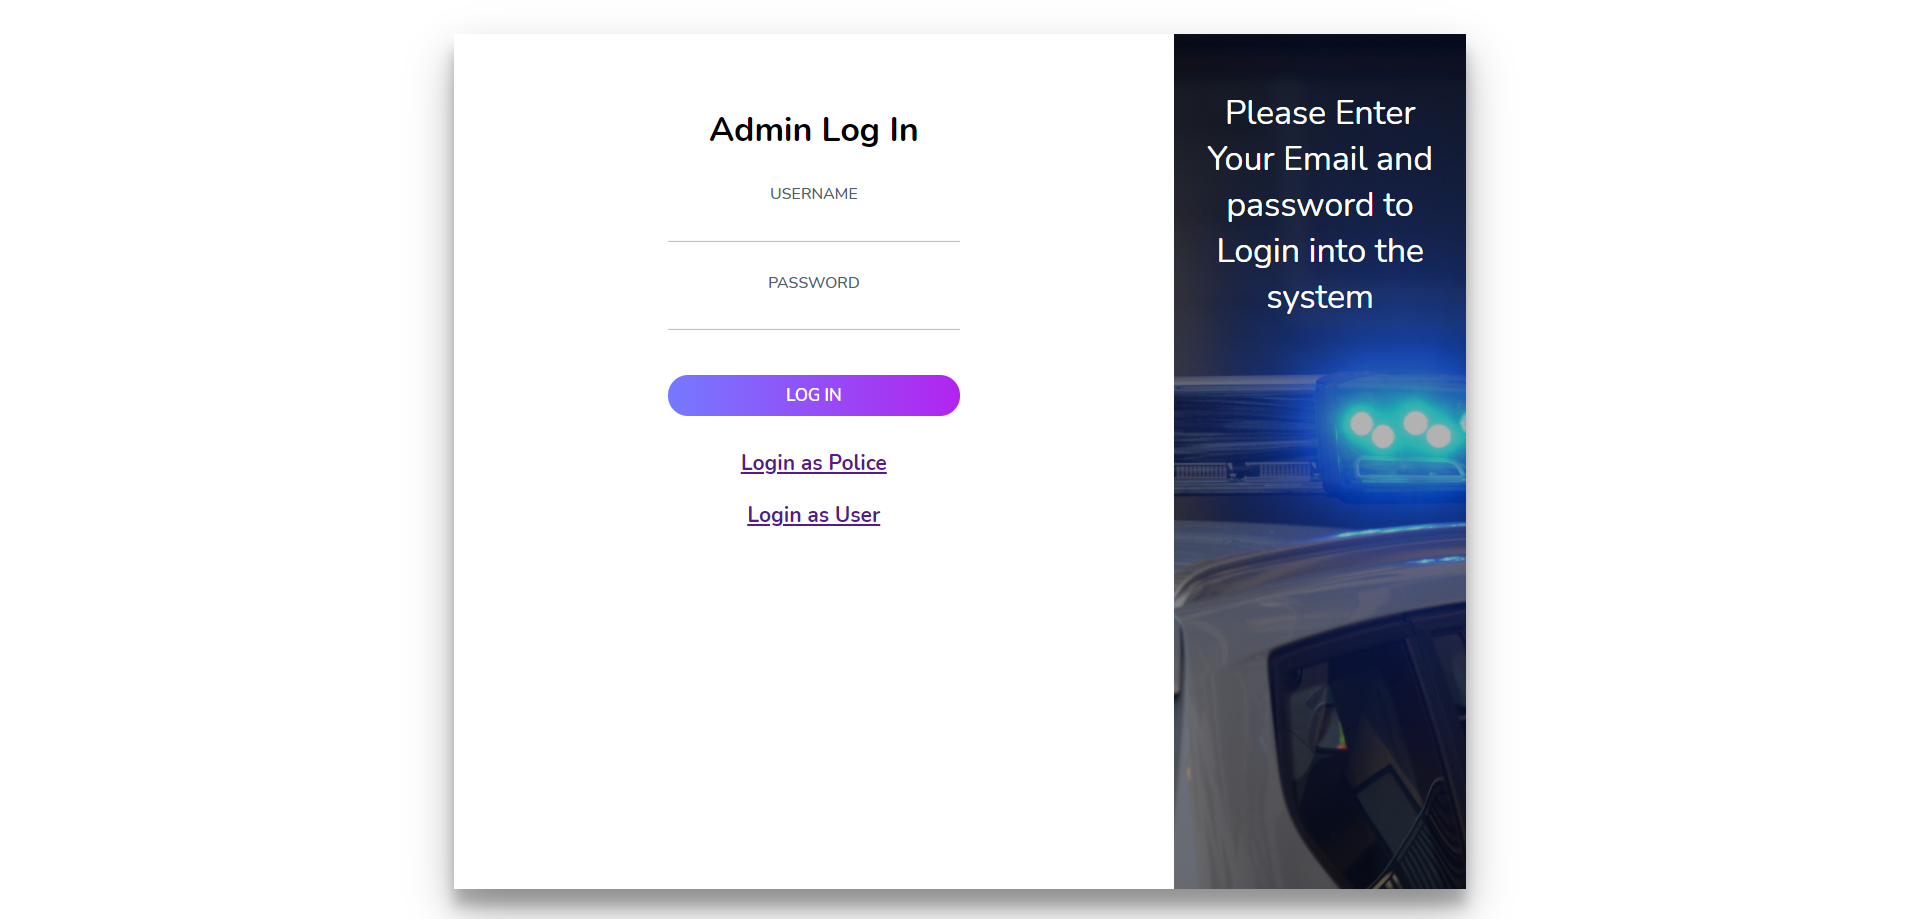 Admin Log In
USERNAME
PASSWORD
LOG IN
Login as Police
Login as User
Please Enter
Your Email and
password to
Login into the
system